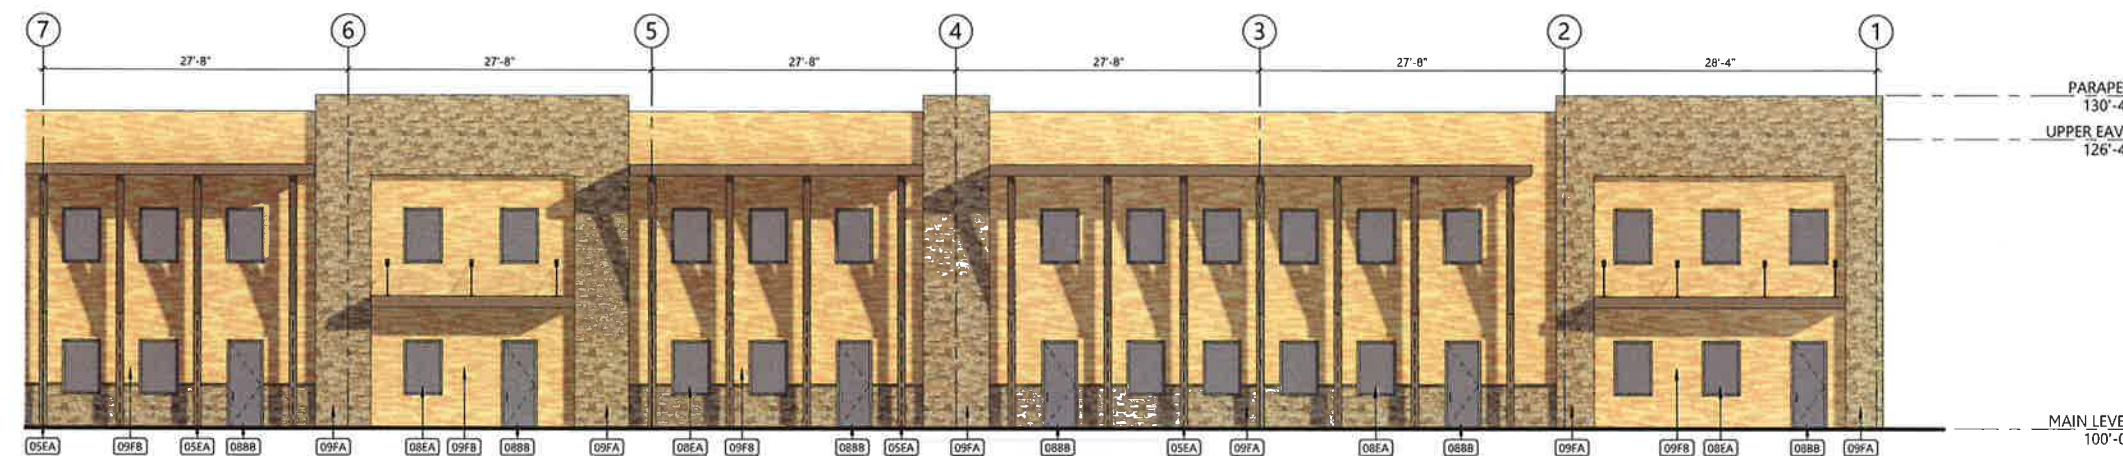 7 6 5 4 3 2 1
27'-8" 27'-8" 27'-8" 27'-8" 27'-8" 28'-4"
PARAPE
130'-4
UPPER EAV
126'-4
MAIN LEVE
100'-0
05EA 09FB 05EA 08BB 09FA 08EA 09FB 08BB 09FA 08EA 09FB 08BB 05EA 09FA 08BB 05EA 09FA 08EA 08BB 09FA 09FB 08EA 08BB 09FA